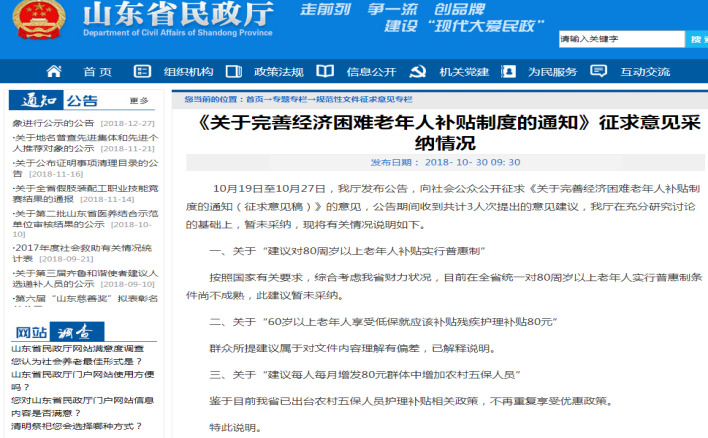 山东省民政厅
Department of Civil Affairs of Shandong Province
走前列 争一流 创品牌
建设“现代大爱民政”
请输入关键字
搜
首 页 组织机构 政策法规 信息公开 机关党建 为民服务 互动交流
通知公告 更多
象进行公示的公告 [2018-12-27]
·关于地名普查先进集体和先进个
人推荐对象的公示 [2018-11-21]
·关于公布证明事项清理目录的公
告 [2018-11-16]
·关于全省假肢装配工职业技能竞
赛结果的通报 [2018-11-14]
·关于第二批山东省医养结合示范
单位审核结果的公示 [2018-10-
10]
·2017年度社会救助有关情况统
计表 [2018-09-21]
·关于第三届齐鲁和谐使者建议人
选递补人员的公示 [2018-09-10]
·第六届“山东慈善奖”拟表彰名
网站调查
山东省民政厅网站满意度调查
您认为社会养老最佳形式是？
山东省民政厅门户网站使用方便
吗？
您对山东省民政厅门户网站信息
内容是否满意？
清明祭祀您会选择哪种方式？
您当前的位置：首页→专题专栏→规范性文件征求意见专栏
《关于完善经济困难老年人补贴制度的通知》征求意见采
纳情况
发布日期： 2018- 10- 30 09:30
10月19日至10月27日，我厅发布公告，向社会公众公开征求《关于完善经济困难老年人补贴制
度的通知（征求意见稿）》的意见，公告期间收到共计3人次提出的意见建议，我厅在充分研究讨论
的基础上，暂未采纳，现将有关情况说明如下。
一、关于“建议对80周岁以上老年人补贴实行普惠制”
按照国家有关要求，综合考虑我省财力状况，目前在全省统一对80周岁以上老年人实行普惠制条
件尚不成熟，此建议暂未采纳。
二、关于“60岁以上老年人享受低保就应该补贴残疾护理补贴80元”
群众所提建议属于对文件内容理解有偏差，已解释说明。
三、关于“建议每人每月增发80元群体中增加农村五保人员”
鉴于目前我省已出台农村五保人员护理补贴相关政策，不再重复享受优惠政策。
特此说明。